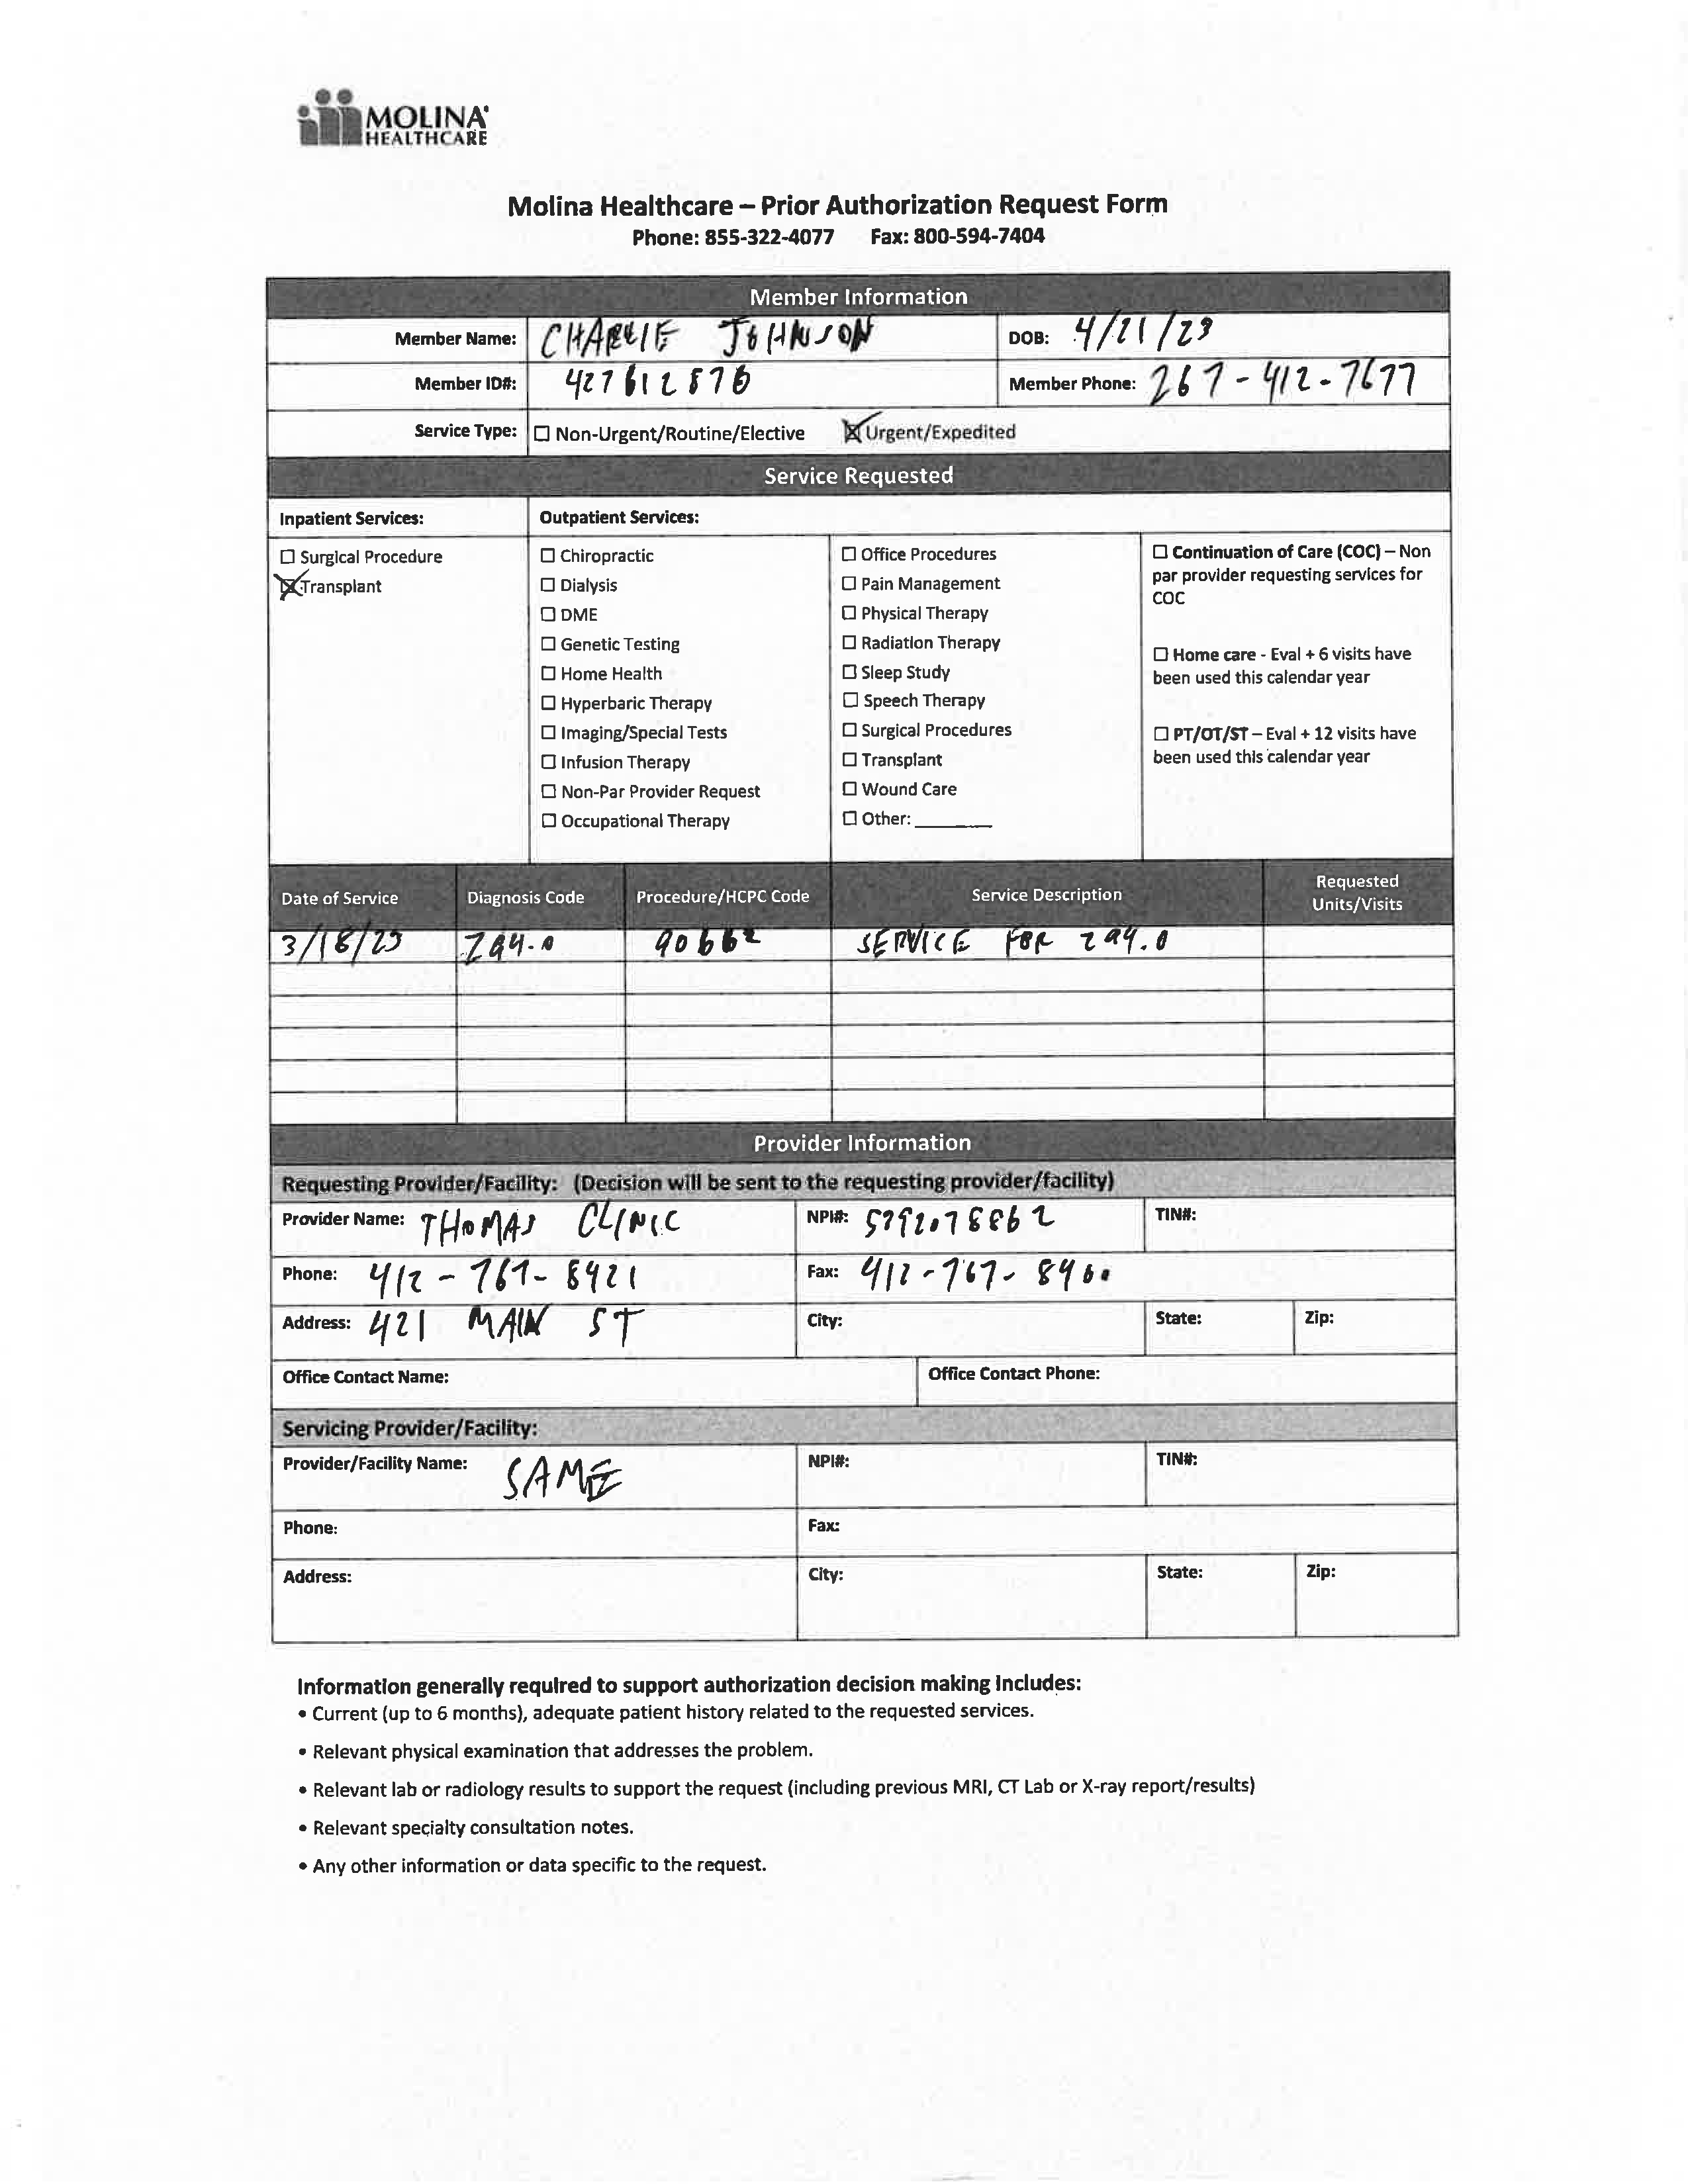 MOLINA
HEALTHCARE
Molina Healthcare – Prior Authorization Request Form
Phone: 855-322-4077 Fax: 800-594-7404
Member Information
Member Name: CHARLIE JOHNSON DOB: 4/21/23
Member ID#: 427612576 Member Phone: 267-412-7677
Service Type: ☐ Non-Urgent/Routine/Elective ☒ Urgent/Expedited
Service Requested
Inpatient Services: Outpatient Services:
☐ Surgical Procedure
☒ Transplant
☐ Chiropractic
☐ Dialysis
☐ DME
☐ Genetic Testing
☐ Home Health
☐ Hyperbaric Therapy
☐ Imaging/Special Tests
☐ Infusion Therapy
☐ Non-Par Provider Request
☐ Occupational Therapy
☐ Office Procedures
☐ Pain Management
☐ Physical Therapy
☐ Radiation Therapy
☐ Sleep Study
☐ Speech Therapy
☐ Surgical Procedures
☐ Transplant
☐ Wound Care
☐ Other: ______
☐ Continuation of Care (COC) – Non
par provider requesting services for
COC
☐ Home care - Eval + 6 visits have
been used this calendar year
☐ PT/OT/ST – Eval + 12 visits have
been used this calendar year
Date of Service Diagnosis Code Procedure/HCPC Code Service Description Requested
Units/Visits
3/18/23 Z94.0 90662 SERVICE FOR Z94.0
Provider Information
Requesting Provider/Facility: (Decision will be sent to the requesting provider/facility)
Provider Name: THOMAS CLINIC NPI#: TIN#:
Phone: 412-767-8421 Fax: 412-767-8460
Address: 421 MAIN ST City: State: Zip:
Office Contact Name: Office Contact Phone:
Servicing Provider/Facility:
Provider/Facility Name: SAME NPI#: TIN#:
Phone: Fax:
Address: City: State: Zip:
Information generally required to support authorization decision making includes:
• Current (up to 6 months), adequate patient history related to the requested services.
• Relevant physical examination that addresses the problem.
• Relevant lab or radiology results to support the request (including previous MRI, CT Lab or X-ray report/results)
• Relevant specialty consultation notes.
• Any other information or data specific to the request.